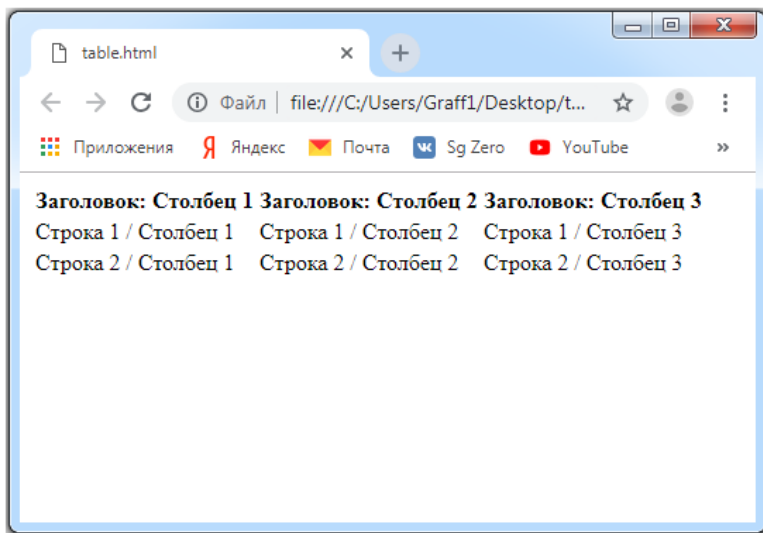 table.html
Файл | file:///C:/Users/Graff1/Desktop/t...
Приложения Я Яндекс Почта Sg Zero YouTube »
Заголовок: Столбец 1 Заголовок: Столбец 2 Заголовок: Столбец 3
Строка 1 / Столбец 1 Строка 1 / Столбец 2 Строка 1 / Столбец 3
Строка 2 / Столбец 1 Строка 2 / Столбец 2 Строка 2 / Столбец 3